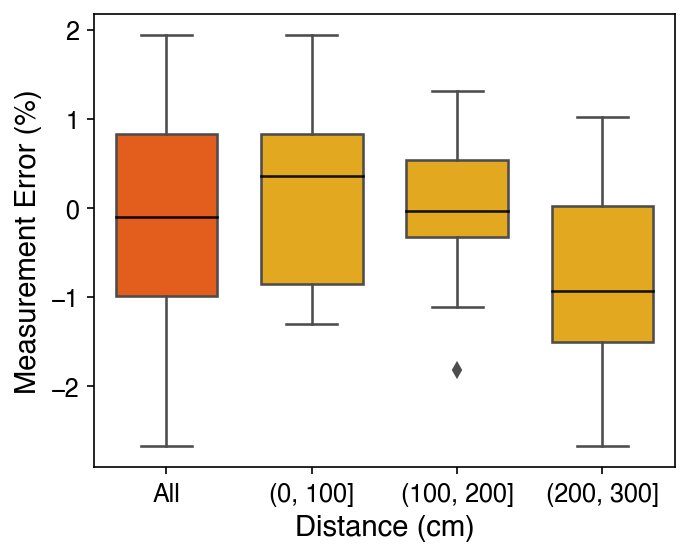 Measurement Error (%)
2
1
0
−1
−2
All
(0, 100]
(100, 200]
(200, 300]
Distance (cm)